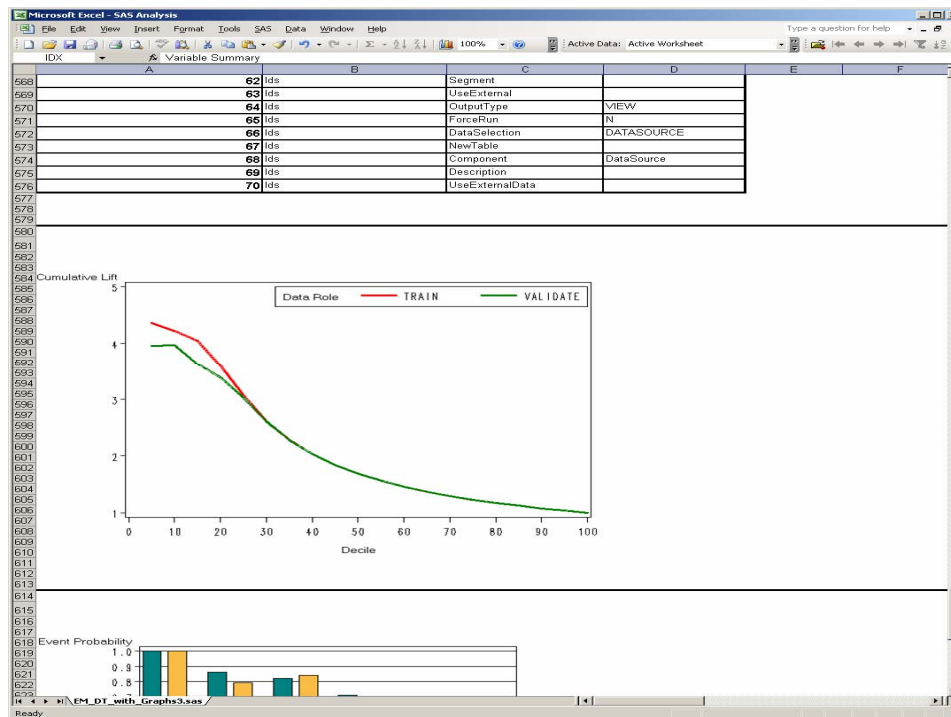 Microsoft Excel - SAS Analysis
File Edit View Insert Format Tools SAS Data Window Help Type a question for help
100% Active Data: Active Worksheet
IDX fx Variable Summary
A B C D E F
568 62 Ids Segment
569 63 Ids UseExternal
570 64 Ids OutputType VIEW
571 65 Ids ForceRun N
572 66 Ids DataSelection DATASOURCE
573 67 Ids NewTable
574 68 Ids Component DataSource
575 69 Ids Description
576 70 Ids UseExternalData
577
578
579
580
581
582
583
584 Cumulative Lift
585 5
586 Data Role TRAIN VALIDATE
587
588
589
590
591 4
592
593
594
595
596 3
597
598
599
600
601 2
602
603
604
605
606
607 1
608 0 10 20 30 40 50 60 70 80 90 100
609
610 Decile
611
612
613
614
615
616
617
618 Event Probability
619 1.0
620
621 0.9
622 0.8
623 0.7
EM_DT_with_Graphs3.sas
Ready